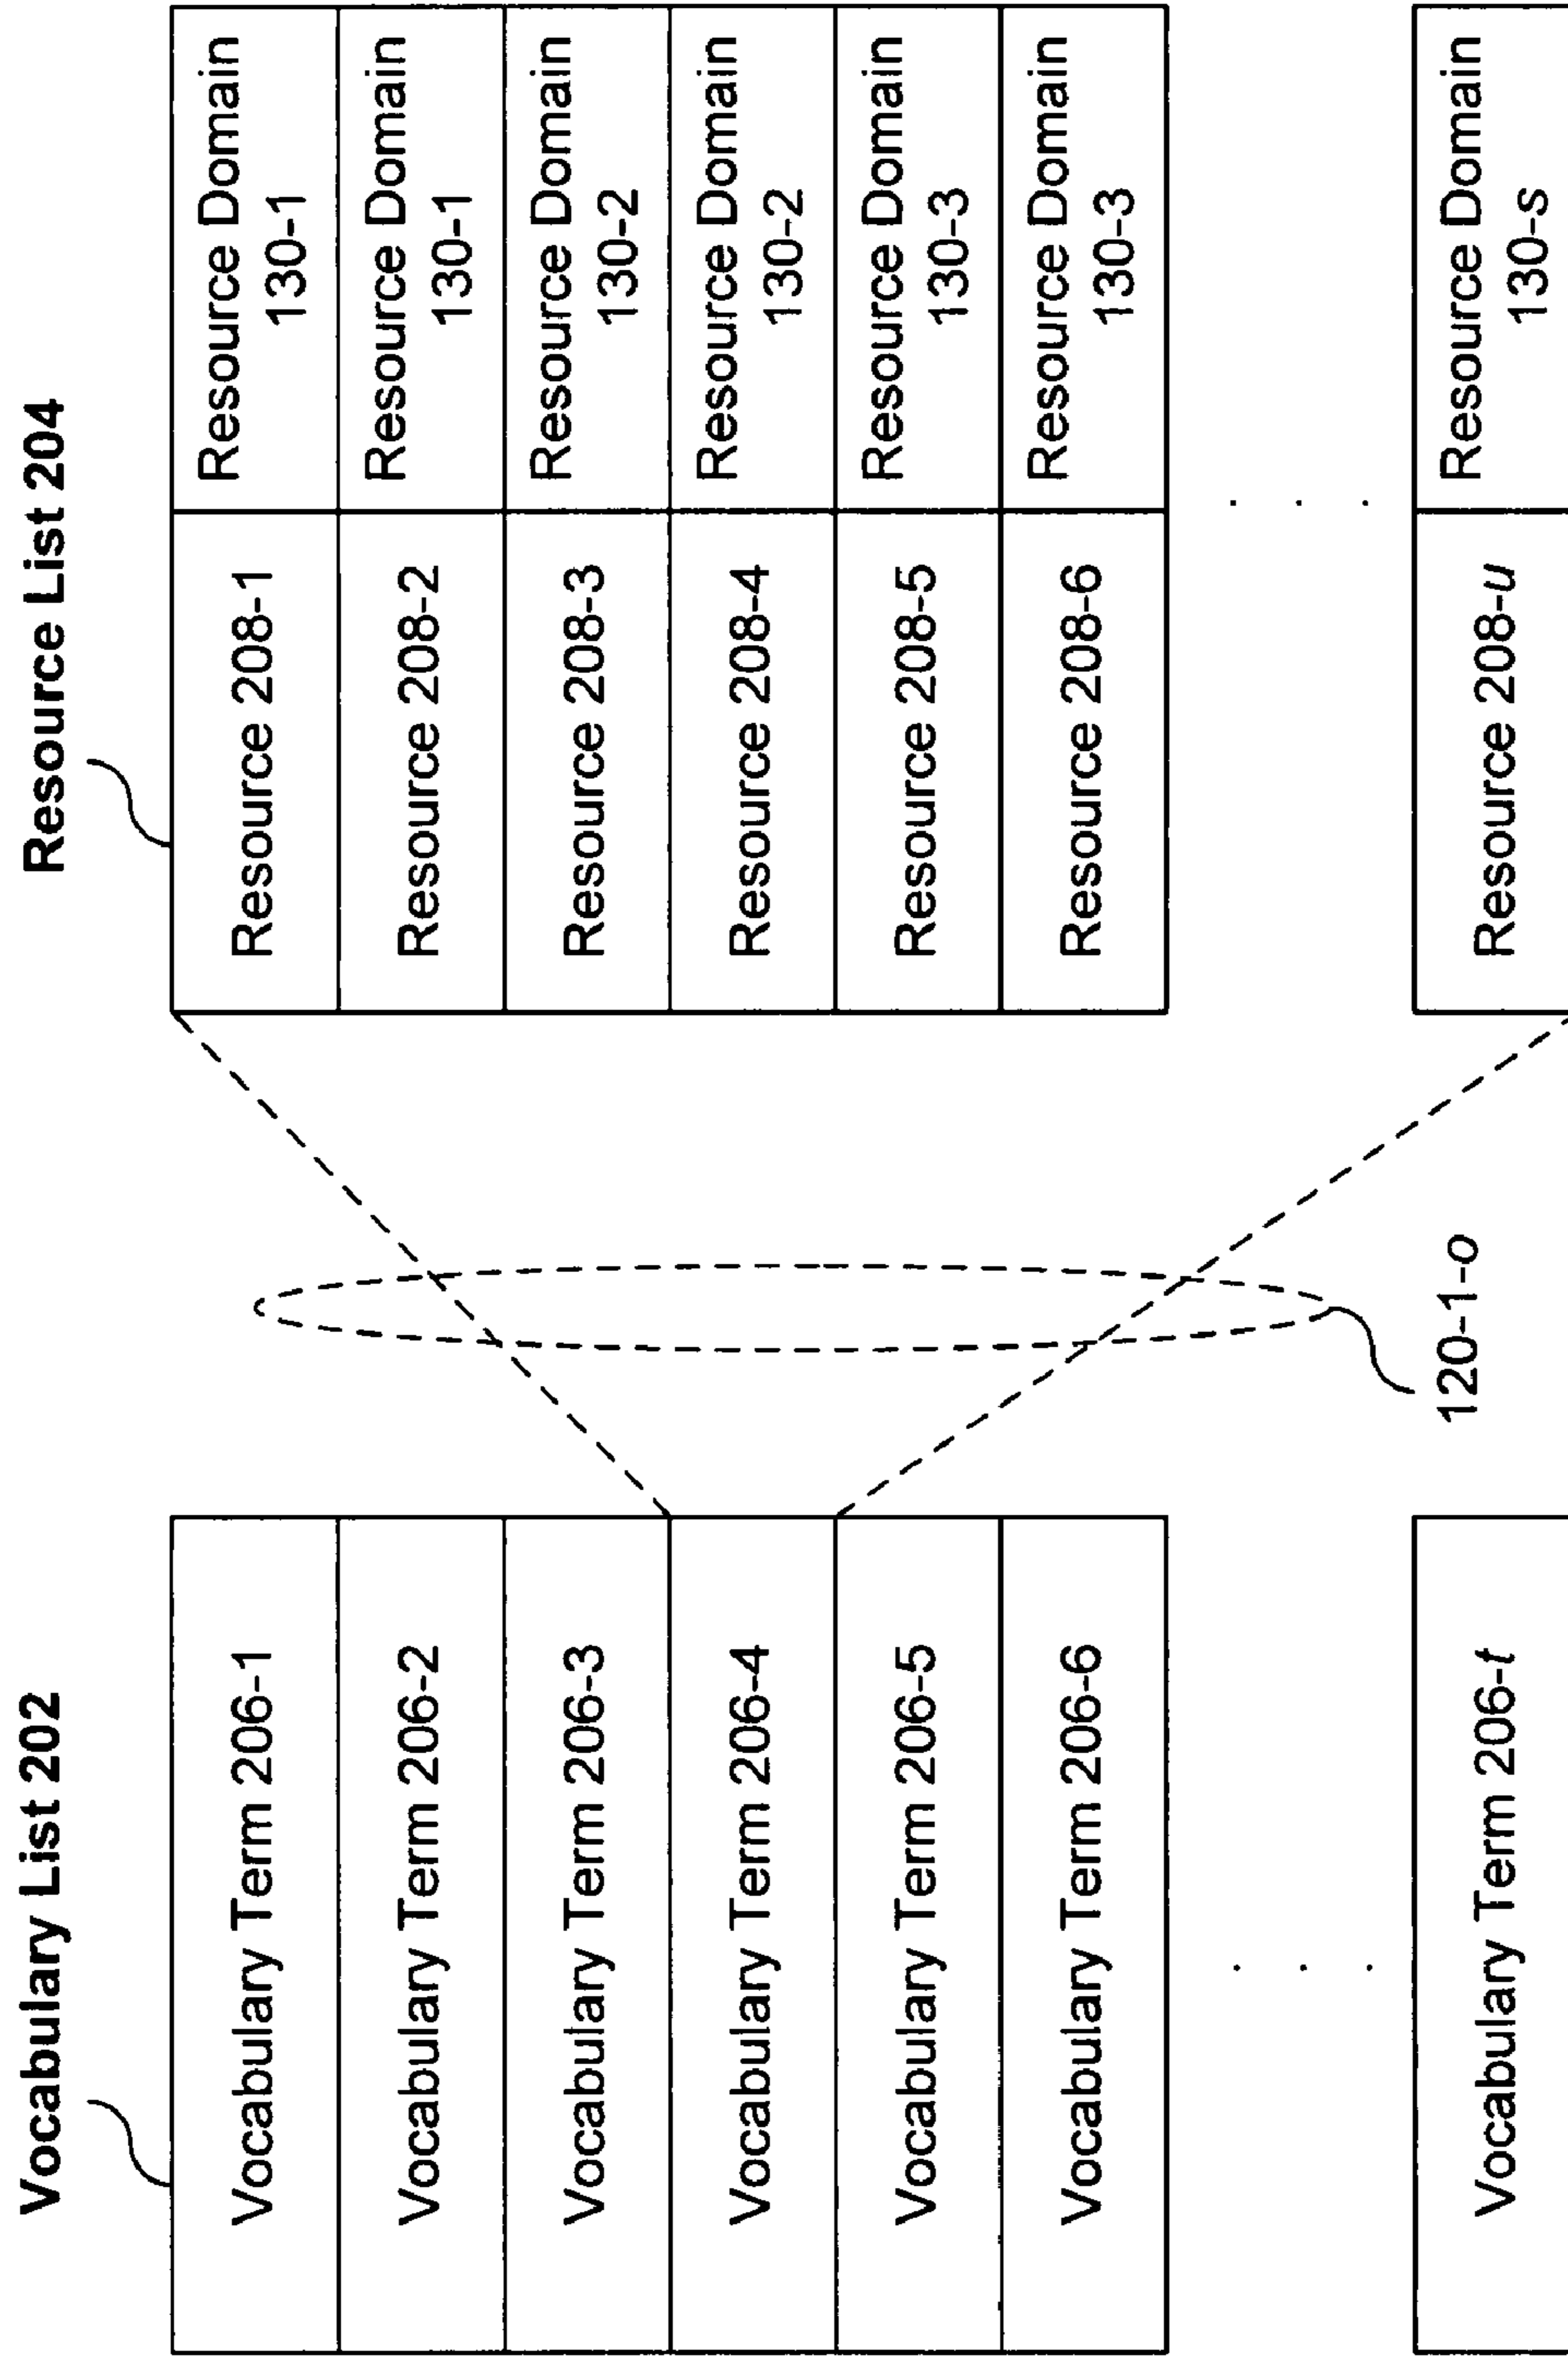 Vocabulary List 202
Vocabulary Term 206-1
Vocabulary Term 206-2
Vocabulary Term 206-3
Vocabulary Term 206-4
Vocabulary Term 206-5
Vocabulary Term 206-6
. . .
Vocabulary Term 206-t
120-1-o
Resource List 204
Resource 208-1
Resource Domain
130-1
Resource 208-2
Resource Domain
130-1
Resource 208-3
Resource Domain
130-2
Resource 208-4
Resource Domain
130-2
Resource 208-5
Resource Domain
130-3
Resource 208-6
Resource Domain
130-3
. . .
Resource 208-u
Resource Domain
130-s